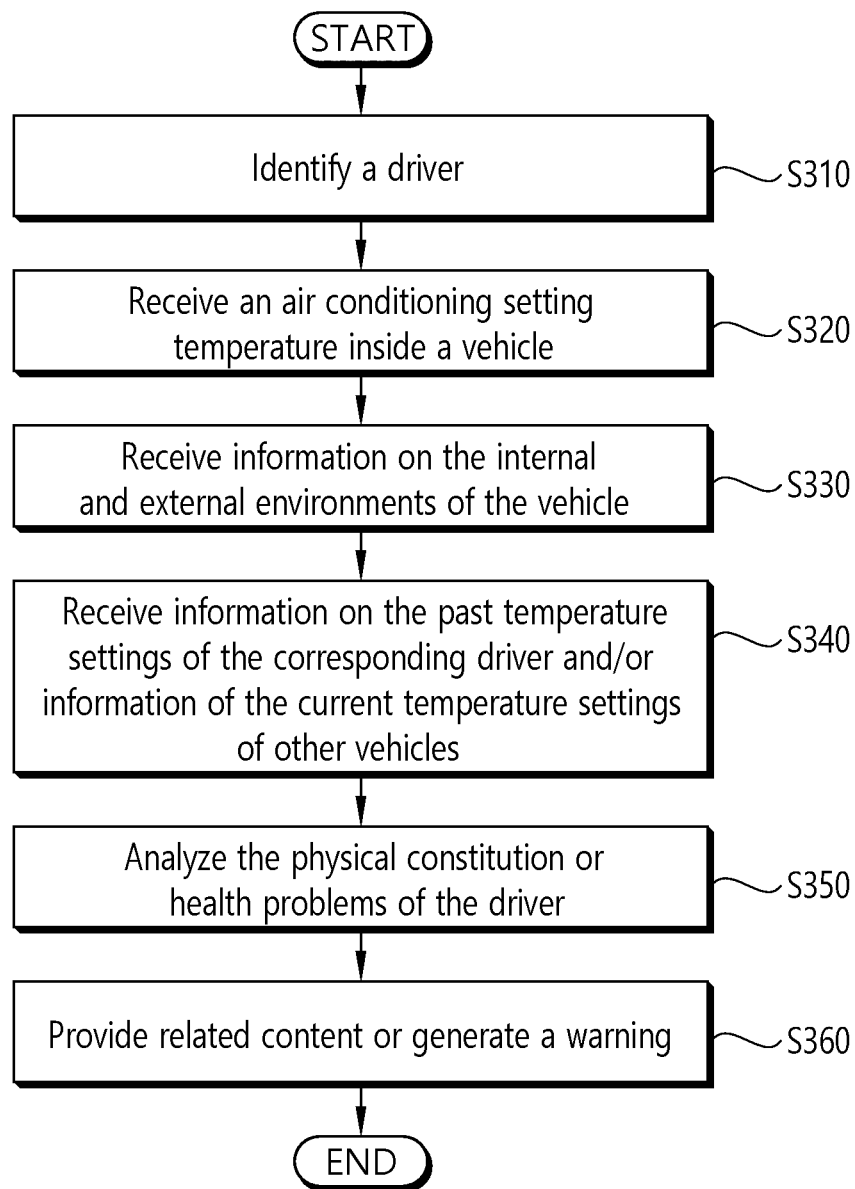 START
Identify a driver
S310
Receive an air conditioning setting
temperature inside a vehicle
S320
Receive information on the internal
and external environments of the vehicle
S330
Receive information on the past temperature
settings of the corresponding driver and/or
information of the current temperature settings
of other vehicles
S340
Analyze the physical constitution or
health problems of the driver
S350
Provide related content or generate a warning
S360
END